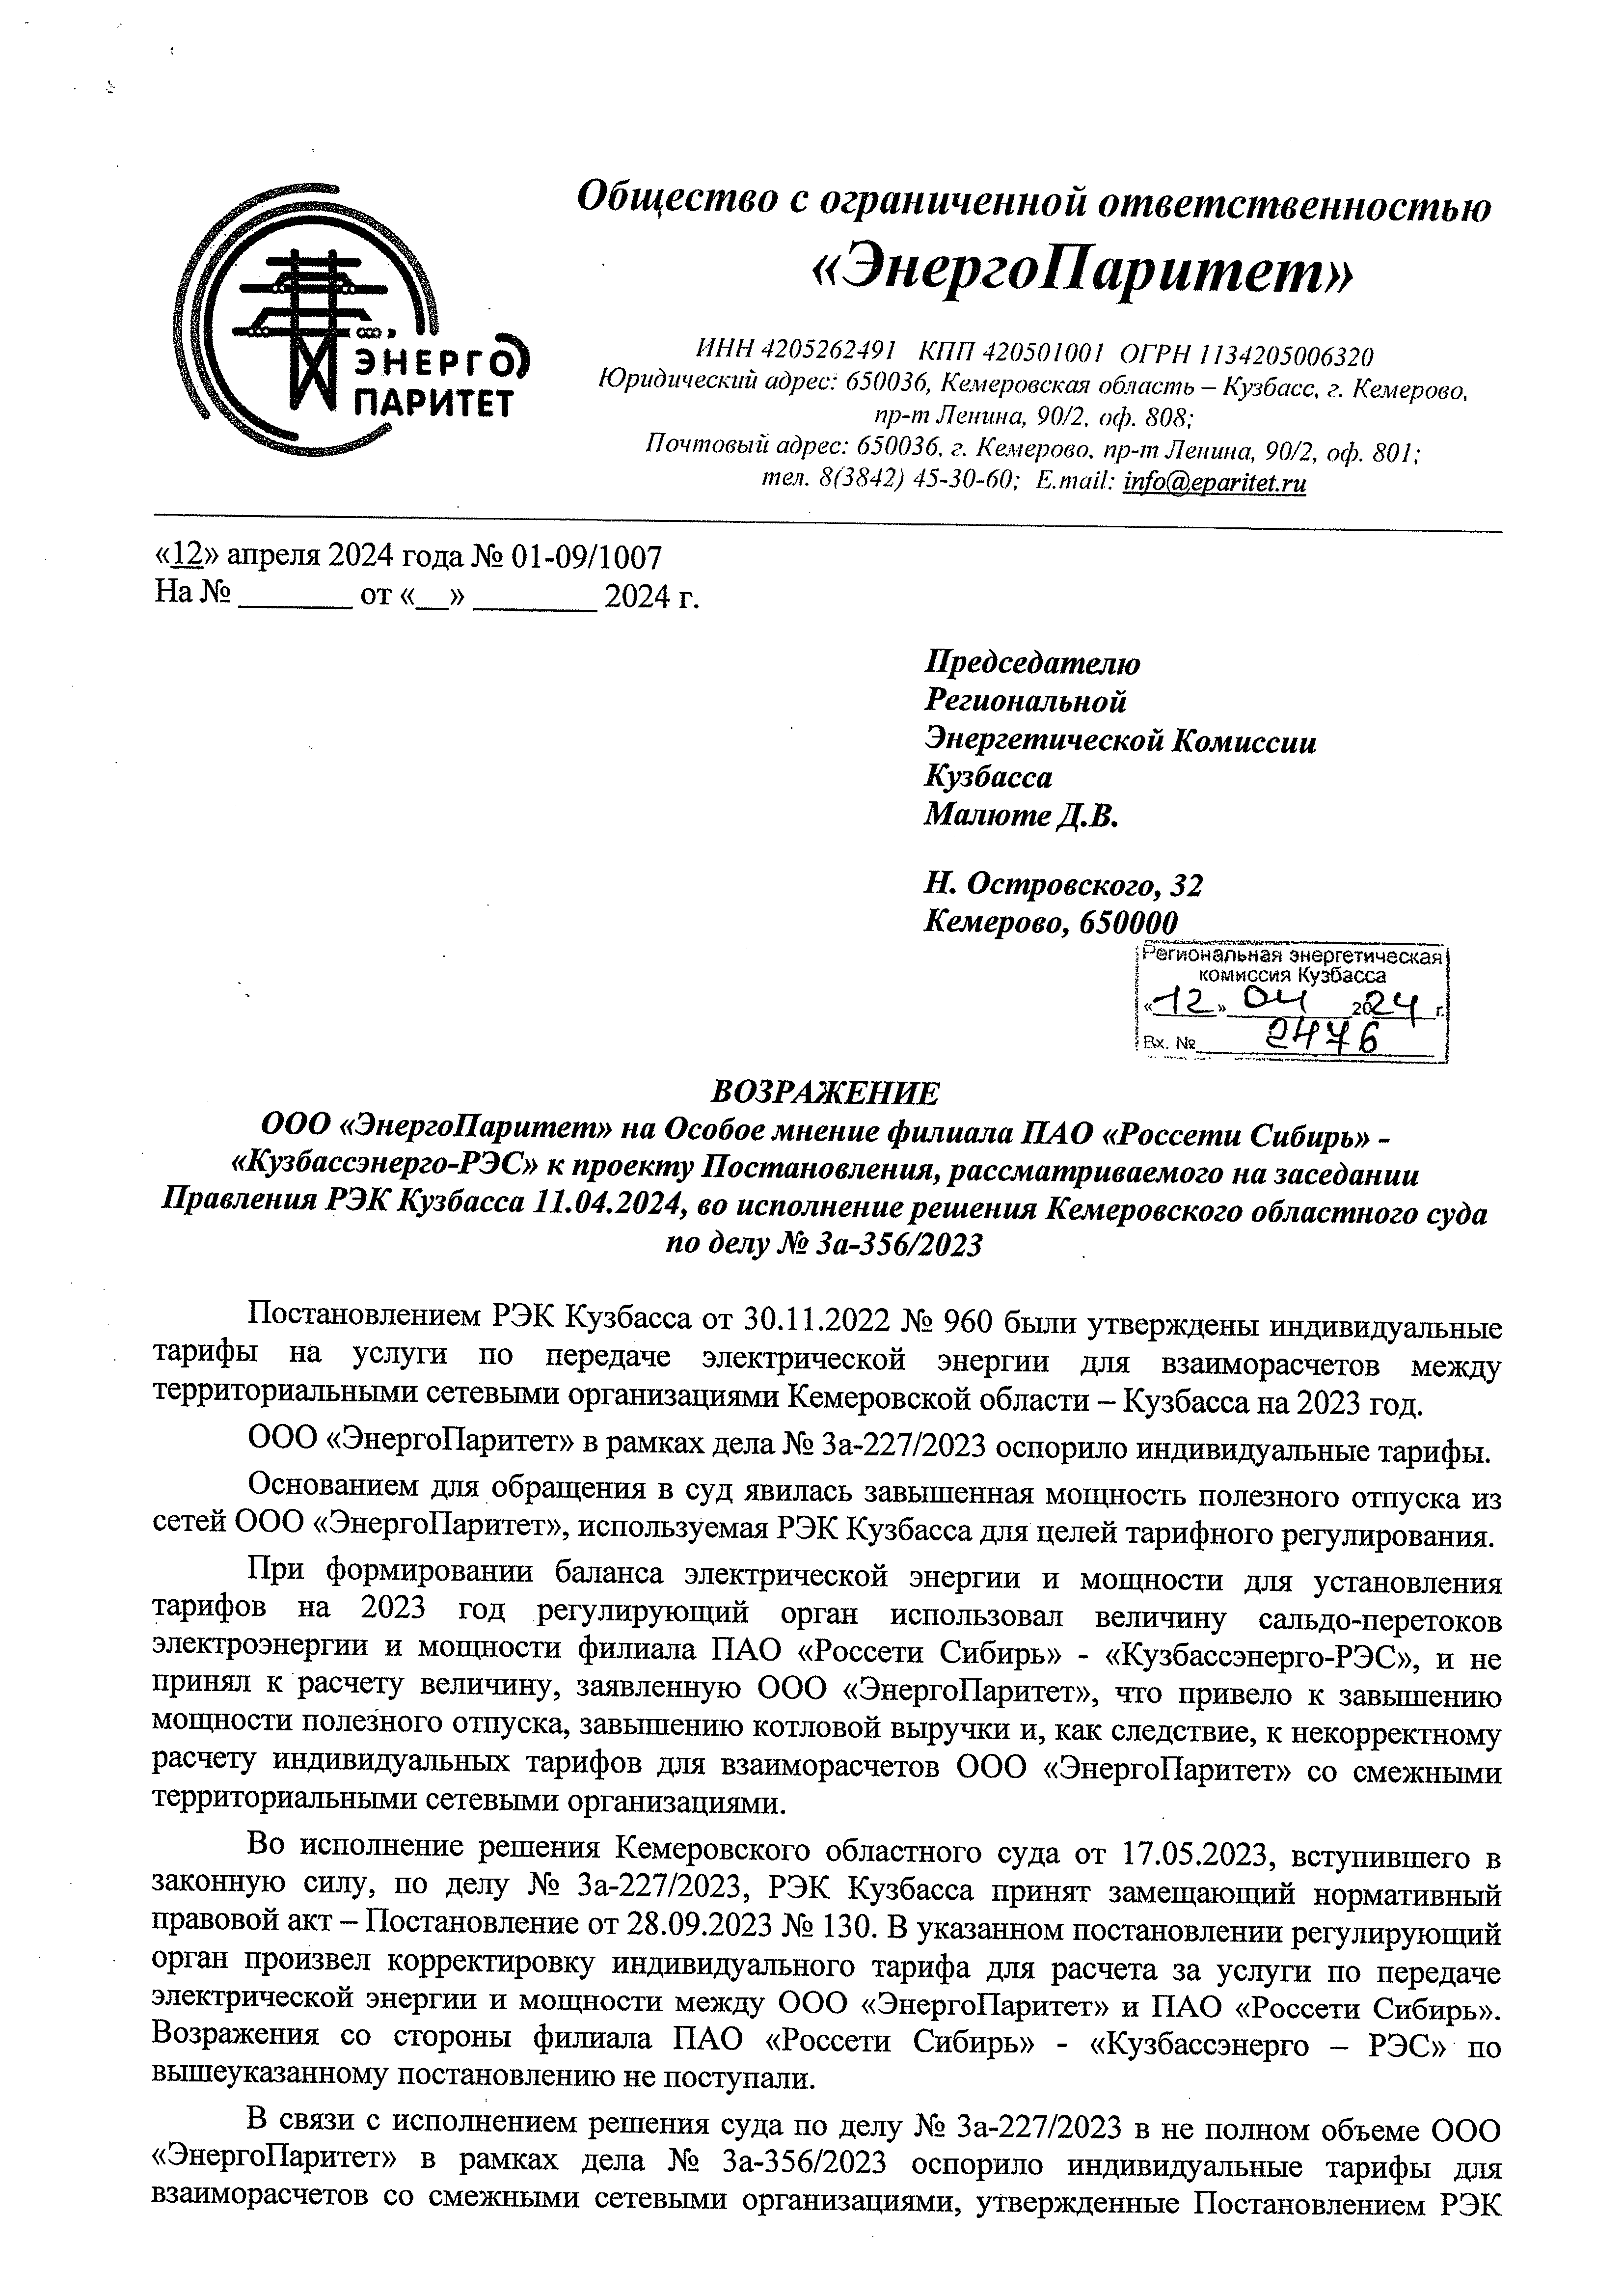 Общество с ограниченной ответственностью
«ЭнергоПаритет»
ЭНЕРГО
ПАРИТЕТ
ИНН 4205262491 КПП 420501001 ОГРН 1134205006320
Юридический адрес: 650036, Кемеровская область – Кузбасс, г. Кемерово,
пр-т Ленина, 90/2, оф. 808;
Почтовый адрес: 650036, г. Кемерово, пр-т Ленина, 90/2, оф. 801;
тел. 8(3842) 45-30-60; E.mail: info@eparitet.ru
«12» апреля 2024 года № 01-09/1007
На № _______ от «__» ________ 2024 г.
Председателю
Региональной
Энергетической Комиссии
Кузбасса
Малюте Д.В.
Н. Островского, 32
Кемерово, 650000
Региональная энергетическая
комиссия Кузбасса
«12» 04 2024 г.
Вх. № 2476
ВОЗРАЖЕНИЕ
ООО «ЭнергоПаритет» на Особое мнение филиала ПАО «Россети Сибирь» -
«Кузбассэнерго-РЭС» к проекту Постановления, рассматриваемого на заседании
Правления РЭК Кузбасса 11.04.2024, во исполнение решения Кемеровского областного суда
по делу № 3а-356/2023
Постановлением РЭК Кузбасса от 30.11.2022 № 960 были утверждены индивидуальные
тарифы на услуги по передаче электрической энергии для взаиморасчетов между
территориальными сетевыми организациями Кемеровской области – Кузбасса на 2023 год.
ООО «ЭнергоПаритет» в рамках дела № 3а-227/2023 оспорило индивидуальные тарифы.
Основанием для обращения в суд явилась завышенная мощность полезного отпуска из
сетей ООО «ЭнергоПаритет», используемая РЭК Кузбасса для целей тарифного регулирования.
При формировании баланса электрической энергии и мощности для установления
тарифов на 2023 год регулирующий орган использовал величину сальдо-перетоков
электроэнергии и мощности филиала ПАО «Россети Сибирь» - «Кузбассэнерго-РЭС», и не
принял к расчету величину, заявленную ООО «ЭнергоПаритет», что привело к завышению
мощности полезного отпуска, завышению котловой выручки и, как следствие, к некорректному
расчету индивидуальных тарифов для взаиморасчетов ООО «ЭнергоПаритет» со смежными
территориальными сетевыми организациями.
Во исполнение решения Кемеровского областного суда от 17.05.2023, вступившего в
законную силу, по делу № 3а-227/2023, РЭК Кузбасса принят замещающий нормативный
правовой акт – Постановление от 28.09.2023 № 130. В указанном постановлении регулирующий
орган произвел корректировку индивидуального тарифа для расчета за услуги по передаче
электрической энергии и мощности между ООО «ЭнергоПаритет» и ПАО «Россети Сибирь».
Возражения со стороны филиала ПАО «Россети Сибирь» - «Кузбассэнерго – РЭС» по
вышеуказанному постановлению не поступали.
В связи с исполнением решения суда по делу № 3а-227/2023 в не полном объеме ООО
«ЭнергоПаритет» в рамках дела № 3а-356/2023 оспорило индивидуальные тарифы для
взаиморасчетов со смежными сетевыми организациями, утвержденные Постановлением РЭК